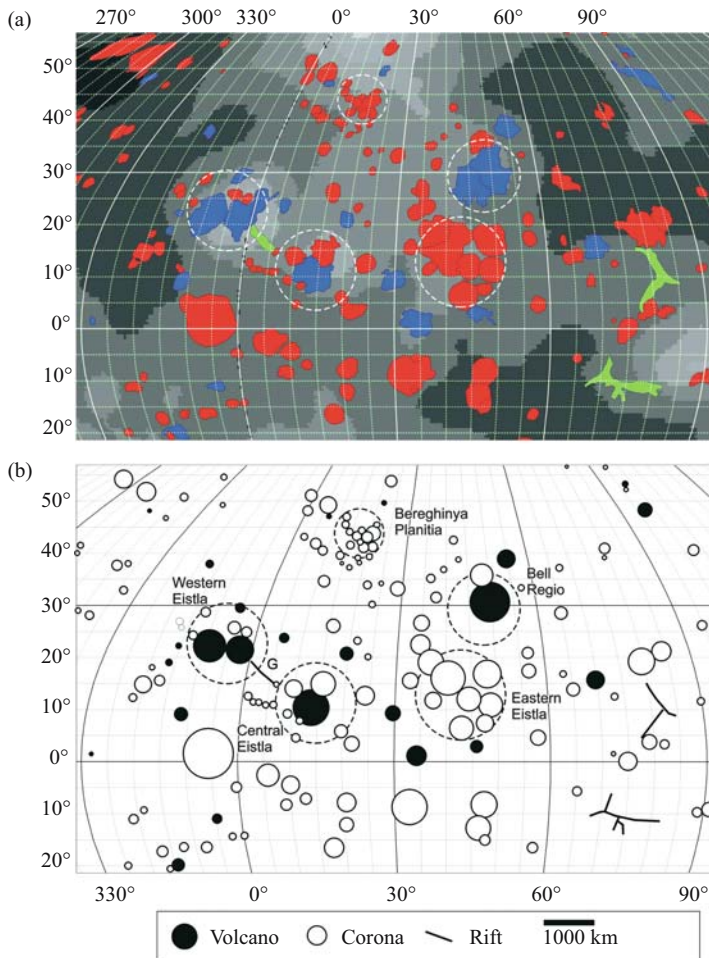 (a)
270° 300° 330° 0° 30° 60° 90°
50°
40°
30°
20°
10°
0°
10°
20°
(b)
50°
40°
30°
20°
10°
0°
10°
20°
Bereghinya
Planitia
Western
Eistla
Bell
Regio
G
Central
Eistla
Eastern
Eistla
330° 0° 30° 60° 90°
Volcano Corona Rift 1000 km